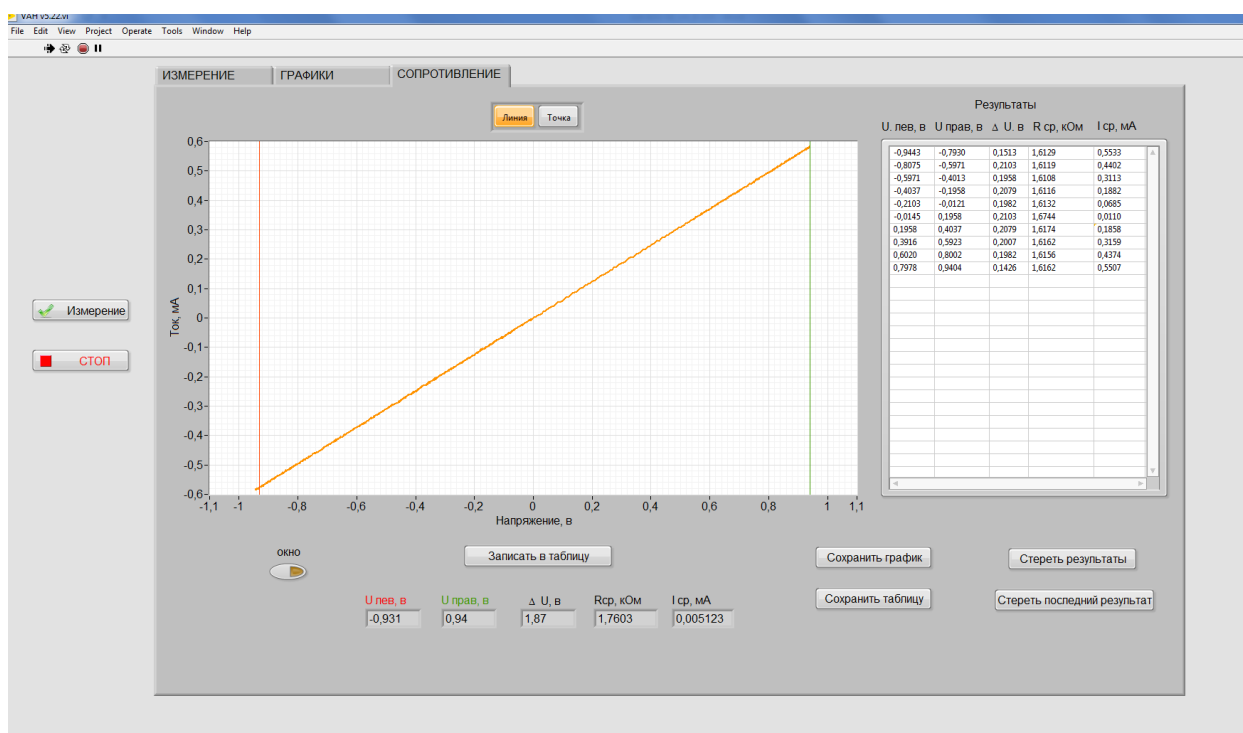 VAH v5.22.vi
File Edit View Project Operate Tools Window Help
ИЗМЕРЕНИЕ ГРАФИКИ СОПРОТИВЛЕНИЕ
Линия Точка
Результаты
U. лев, в U прав, в Δ U. в R ср, кОм I ср, мА
-0,9443 -0,7930 0,1513 1,6129 0,5533
-0,8075 -0,5971 0,2103 1,6119 0,4402
-0,5971 -0,4013 0,1958 1,6108 0,3113
-0,4037 -0,1958 0,2079 1,6116 0,1882
-0,2103 -0,0121 0,1982 1,6132 0,0685
-0,0145 0,1958 0,2103 1,6744 0,0110
0,1958 0,4037 0,2079 1,6174 0,1858
0,3916 0,5923 0,2007 1,6162 0,3159
0,6020 0,8002 0,1982 1,6156 0,4374
0,7978 0,9404 0,1426 1,6162 0,5507
0,6
0,5
0,4
0,3
0,2
0,1
0
-0,1
-0,2
-0,3
-0,4
-0,5
-0,6
Ток, мА
-1,1 -1 -0,8 -0,6 -0,4 -0,2 0 0,2 0,4 0,6 0,8 1 1,1
Напряжение, в
Измерение
СТОП
окно
Записать в таблицу
Сохранить график
Стереть результаты
U лев, в U прав, в Δ U, в Rср, кОм I ср, мА
-0,931 0,94 1,87 1,7603 0,005123
Сохранить таблицу
Стереть последний результат